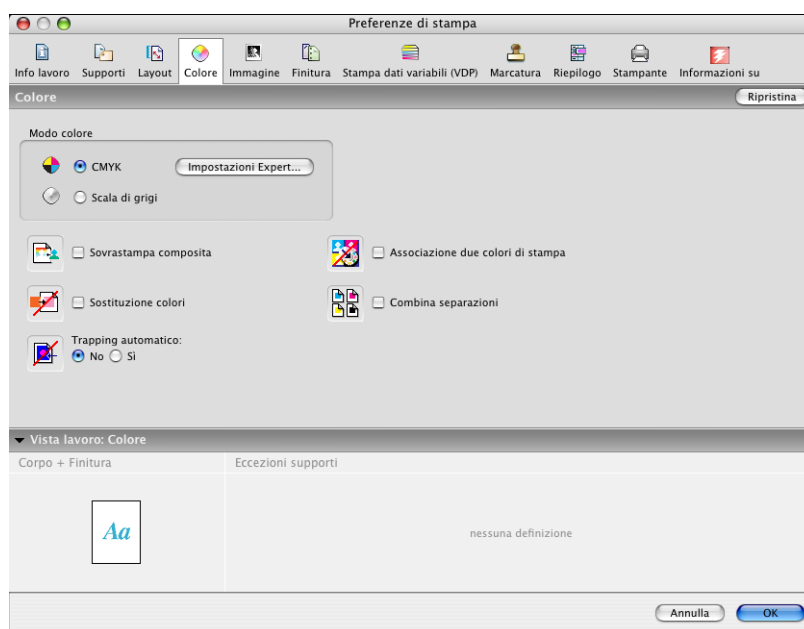 Preferenze di stampa
Info lavoro Supporti Layout Colore Immagine Finitura Stampa dati variabili (VDP) Marcatura Riepilogo Stampante Informazioni su
Colore Ripristina
Modo colore
CMYK Impostazioni Expert...
Scala di grigi
Sovrastampa composita Associazione due colori di stampa
Sostituzione colori Combina separazioni
Trapping automatico:
No Sì
Vista lavoro: Colore
Corpo + Finitura Eccezioni supporti
Aa nessuna definizione
Annulla OK